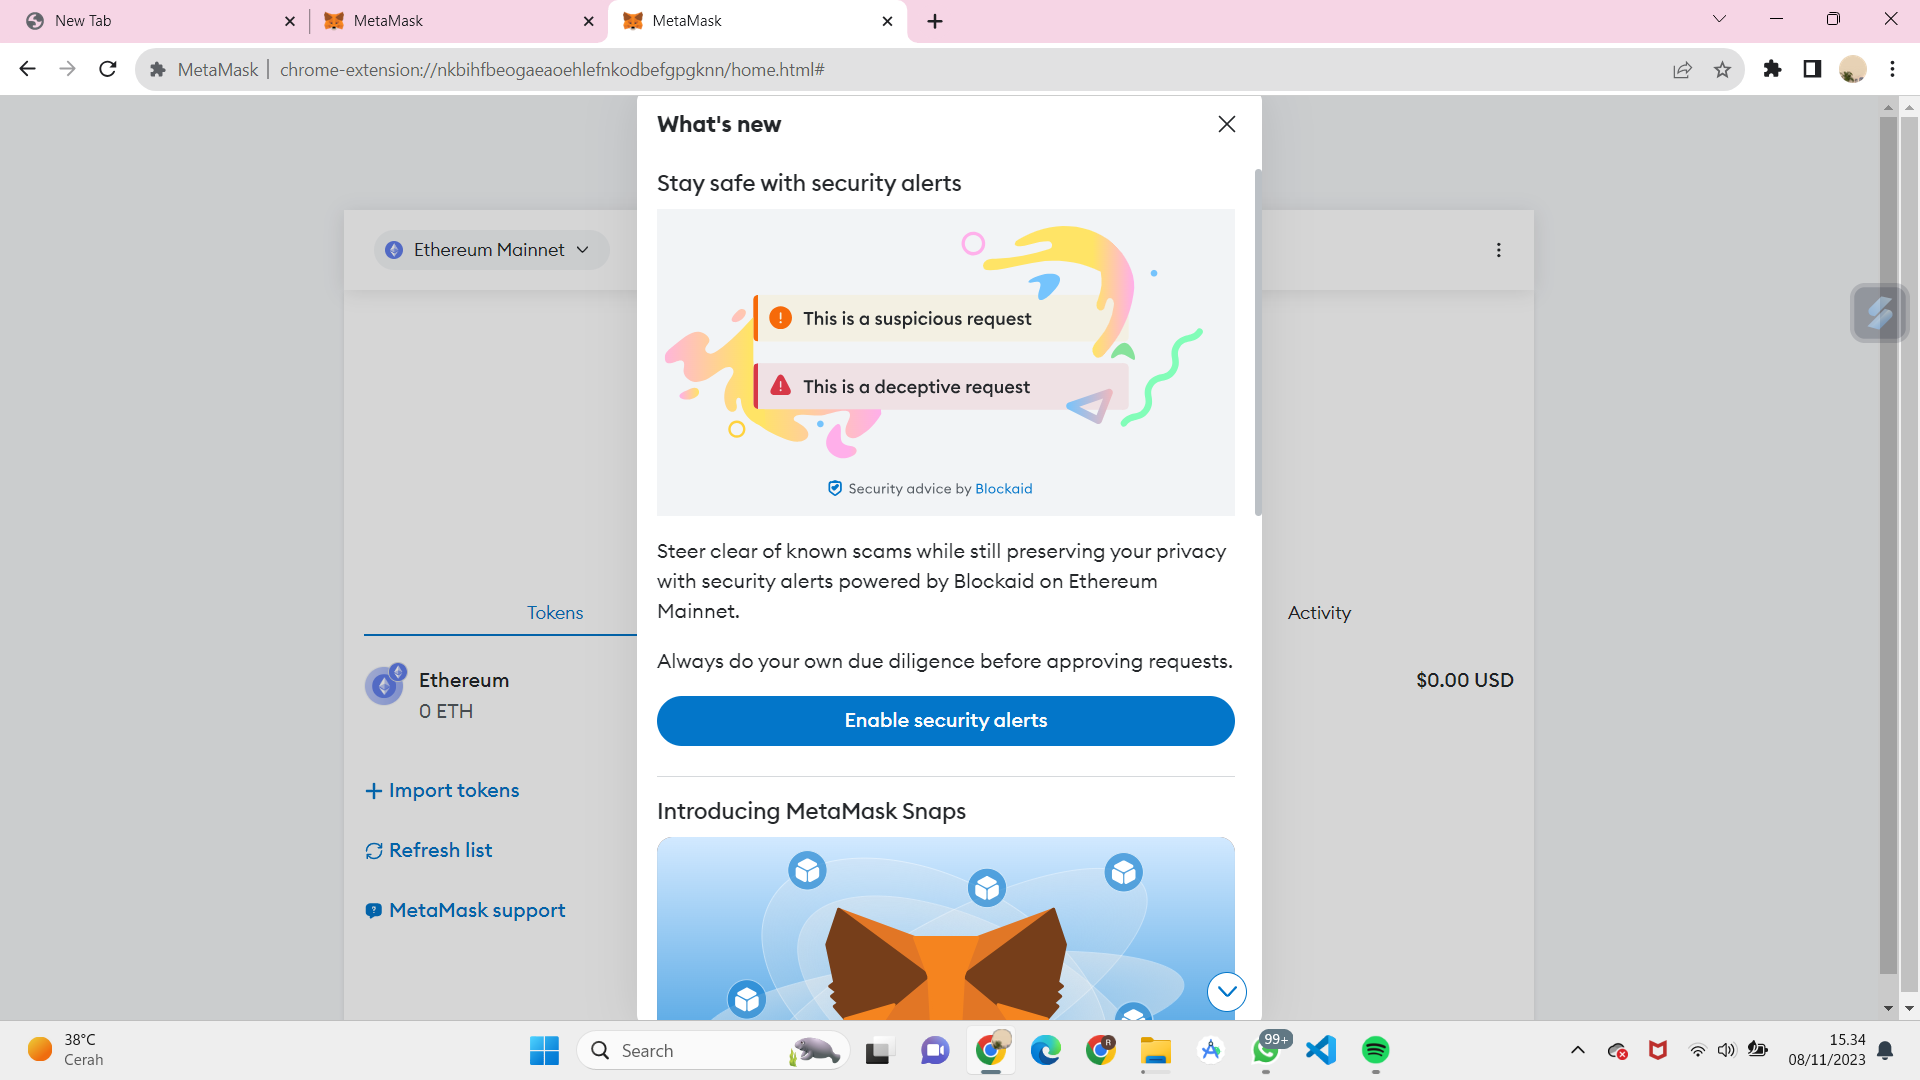 New Tab
MetaMask
MetaMask
MetaMask
chrome-extension://nkbihfbeogaeaoehlefnkodbefgpgknn/home.html#
What's new
Stay safe with security alerts
Ethereum Mainnet
This is a suspicious request
This is a deceptive request
Security advice by Blockaid
Steer clear of known scams while still preserving your privacy
with security alerts powered by Blockaid on Ethereum
Mainnet.
Tokens
Activity
Always do your own due diligence before approving requests.
Ethereum
$0.00 USD
0 ETH
Enable security alerts
Import tokens
Introducing MetaMask Snaps
Refresh list
MetaMask support
38°C
Cerah
Search
R
99+
15.34
08/11/2023